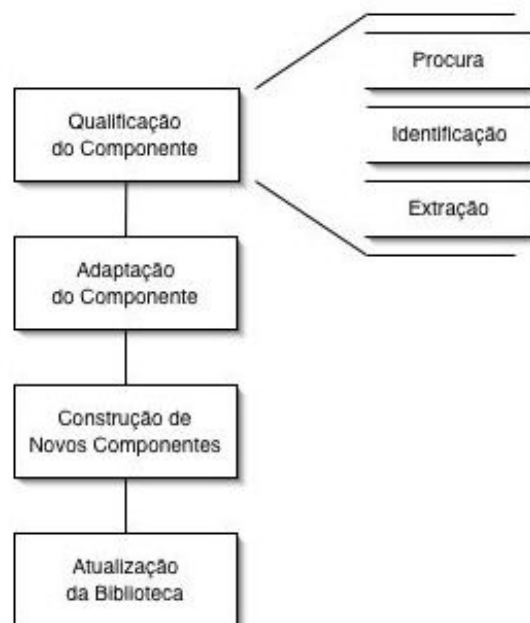 Procura
Qualificação
do Componente
Identificação
Extração
Adaptação
do Componente
Construção de
Novos Componentes
Atualização
da Biblioteca